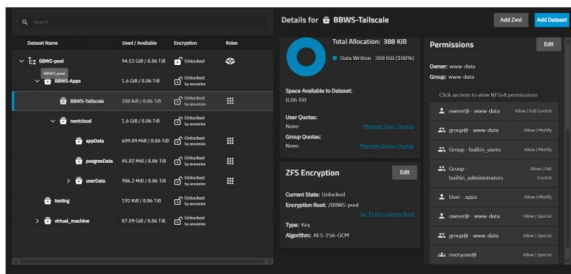 Search
Details for BBWS-Tailscale
Add Zvol
Add Dataset
Dataset Name
Used / Available
Encryption
Roles
BBWS-pool
94.53 GiB / 8.86 TiB
Unlocked
BBWS-pool
BBWS-Apps
1.6 GiB / 8.86 TiB
Unlocked
by ancestor
BBWS-Tailscale
388 KiB / 8.86 TiB
Unlocked
by ancestor
nextcloud
1.6 GiB / 8.86 TiB
Unlocked
by ancestor
appData
609.09 MiB / 8.86 TiB
Unlocked
by ancestor
posgresData
45.82 MiB / 8.86 TiB
Unlocked
by ancestor
userData
986.2 MiB / 8.86 TiB
Unlocked
by ancestor
testing
192 KiB / 8.86 TiB
Unlocked
by ancestor
virtual_machine
87.09 GiB / 8.86 TiB
Unlocked
by ancestor
Total Allocation: 388 KiB
Data Written 388 KiB (100%)
Space Available to Dataset:
8.86 TiB
User Quotas:
None
Manage User Quotas
Group Quotas:
None
Manage Group Quotas
ZFS Encryption
Edit
Current State: Unlocked
Encryption Root: /BBWS-pool
Go To Encryption Root
Type: Key
Algorithm: AES-256-GCM
Permissions
Edit
Owner: www-data
Group: www-data
Click an item to view NFSv4 permissions
owner@ - www-data
Allow | Full Control
group@ - www-data
Allow | Modify
Group - builtin_users
Allow | Modify
Group -
builtin_administrators
Allow | Full
Control
User - apps
Allow | Modify
owner@ - www-data
Allow | Special
group@ - www-data
Allow | Special
everyone@
Allow | Special